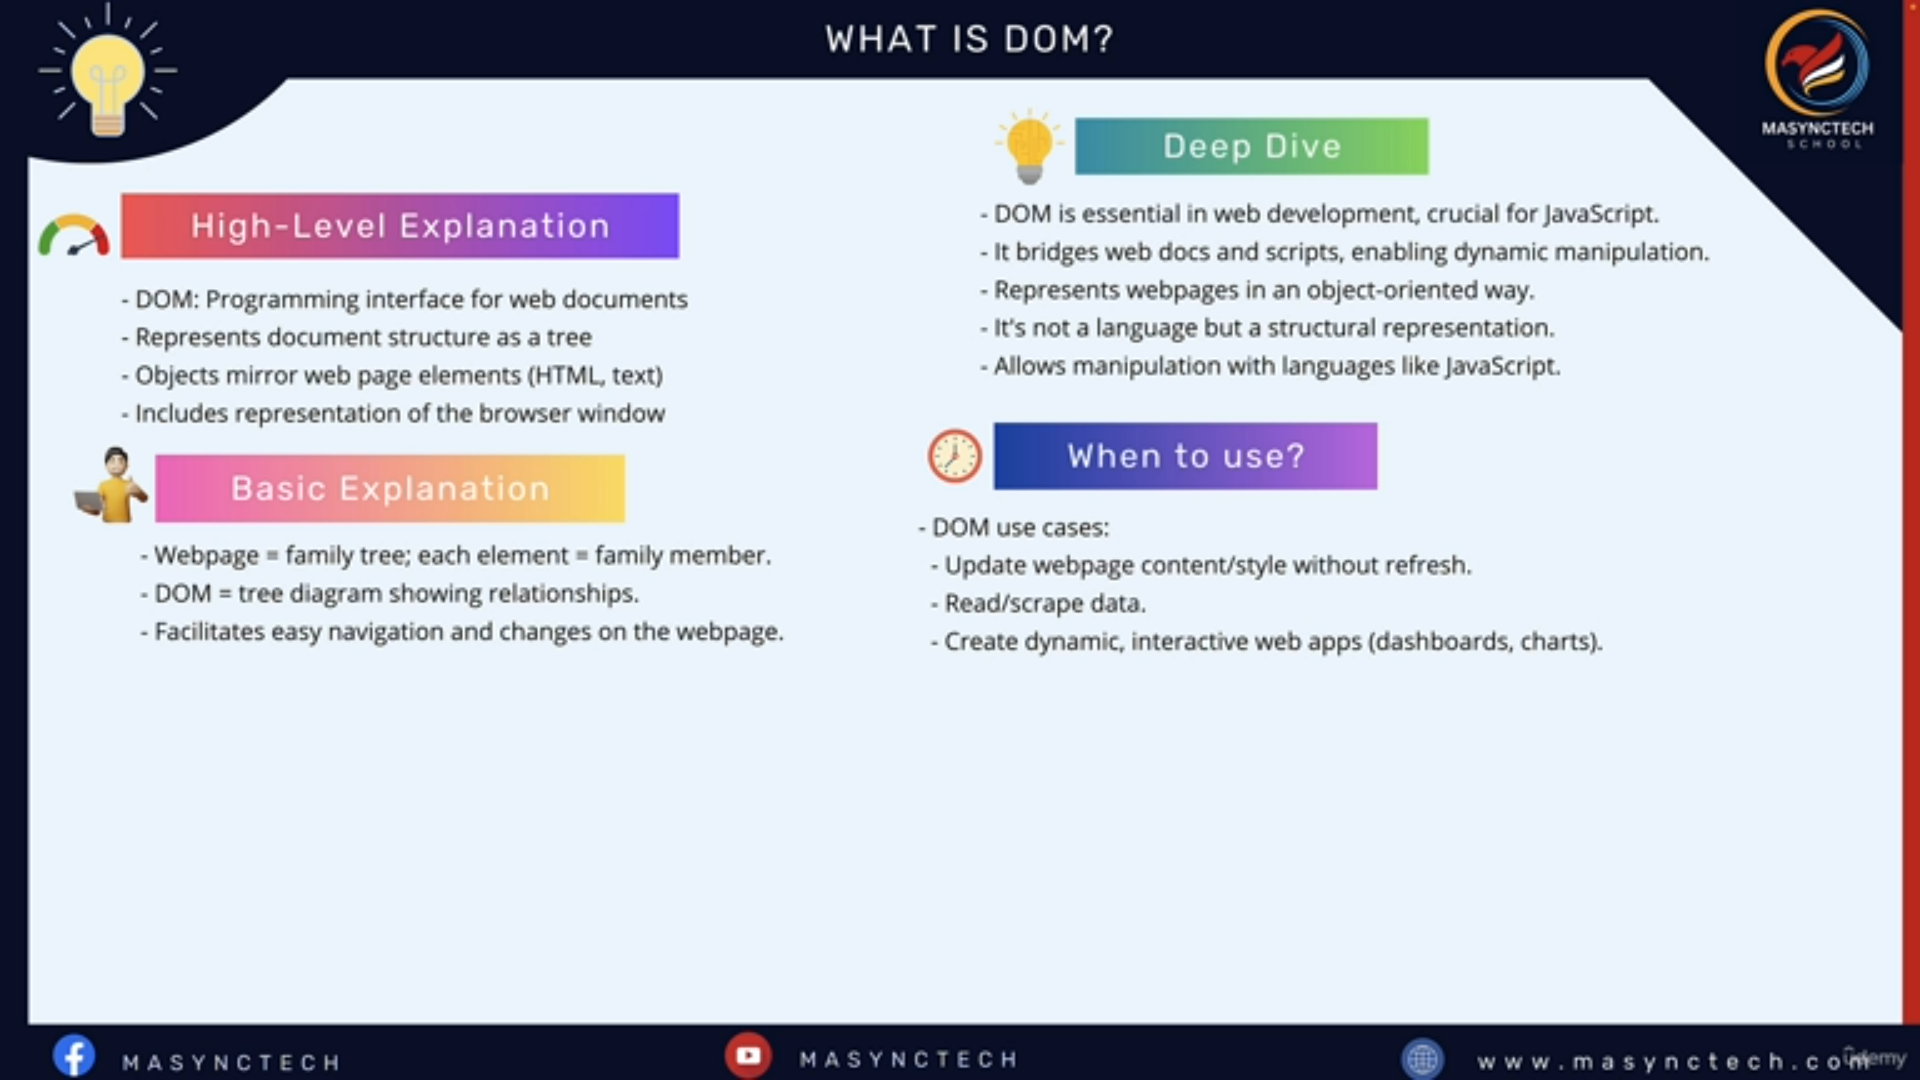 WHAT IS DOM?
MASYNCTECH
SCHOOL
High-Level Explanation
- DOM: Programming interface for web documents
- Represents document structure as a tree
- Objects mirror web page elements (HTML, text)
- Includes representation of the browser window
Basic Explanation
- Webpage = family tree; each element = family member.
- DOM = tree diagram showing relationships.
- Facilitates easy navigation and changes on the webpage.
Deep Dive
- DOM is essential in web development, crucial for JavaScript.
- It bridges web docs and scripts, enabling dynamic manipulation.
- Represents webpages in an object-oriented way.
- It's not a language but a structural representation.
- Allows manipulation with languages like JavaScript.
When to use?
- DOM use cases:
- Update webpage content/style without refresh.
- Read/scrape data.
- Create dynamic, interactive web apps (dashboards, charts).
MASYNCTECH
MASYNCTECH
www.masynctech.com
ûdemy